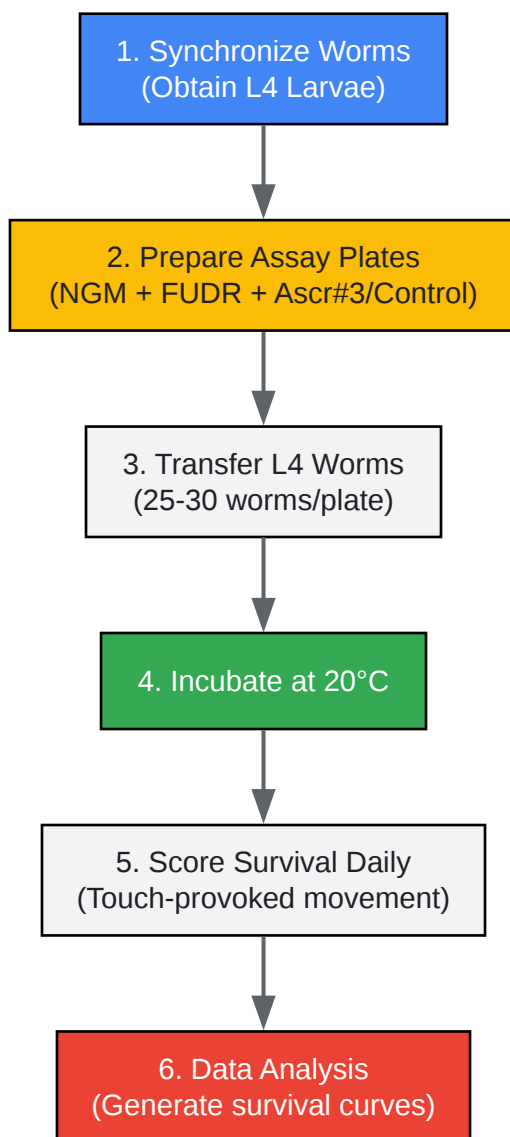 1. Synchronize Worms
(Obtain L4 Larvae)
2. Prepare Assay Plates
(NGM + FUDR + Ascr#3/Control)
3. Transfer L4 Worms
(25-30 worms/plate)
4. Incubate at 20°C
5. Score Survival Daily
(Touch-provoked movement)
6. Data Analysis
(Generate survival curves)